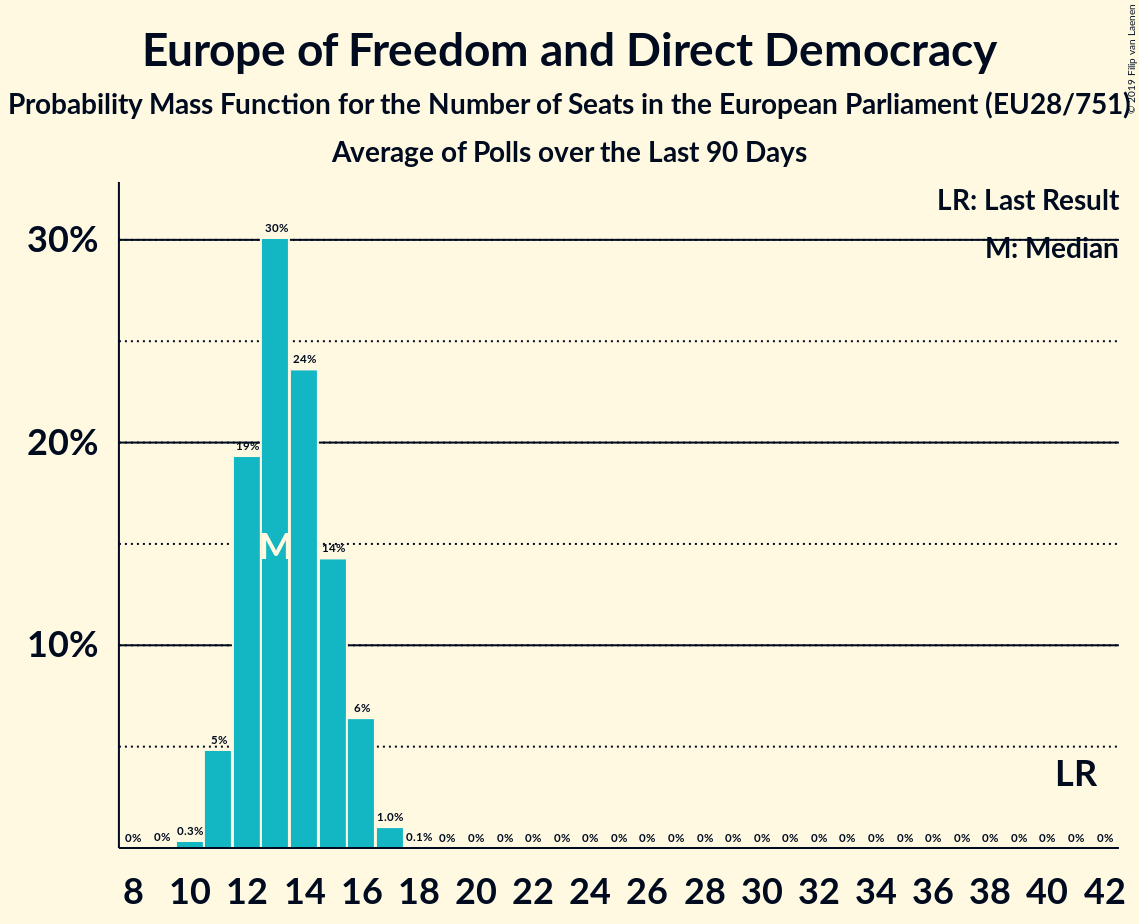 Europe of Freedom and Direct Democracy
Probability Mass Function for the Number of Seats in the European Parliament (EU28/751)
Average of Polls over the Last 90 Days
© 2019 Filip van Laenen
LR: Last Result
M: Median
30%
20%
10%
0% 0% 0.3% 5% 19% 30% 24% 14% 6% 1.0% 0.1% 0% 0% 0% 0% 0% 0% 0% 0% 0% 0% 0% 0% 0% 0% 0% 0% 0% 0% 0% 0% 0% 0% 0% 0%
M
LR
8 10 12 14 16 18 20 22 24 26 28 30 32 34 36 38 40 42